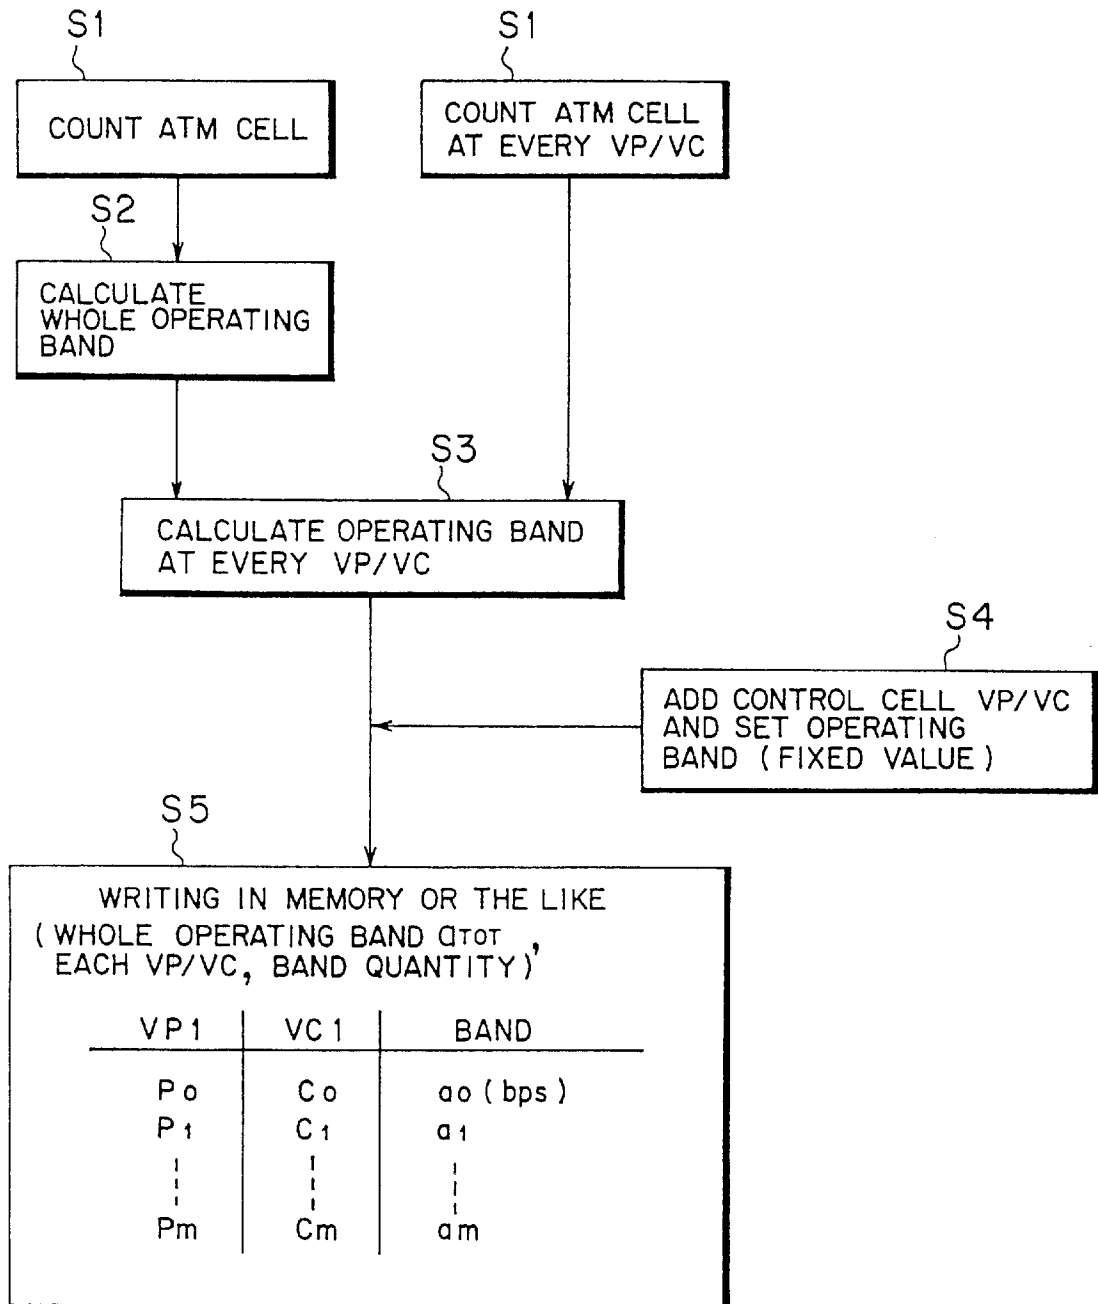 S1
S1
COUNT ATM CELL
COUNT ATM CELL
AT EVERY VP/VC
S2
CALCULATE
WHOLE OPERATING
BAND
S3
CALCULATE OPERATING BAND
AT EVERY VP/VC
S4
ADD CONTROL CELL VP/VC
AND SET OPERATING
BAND (FIXED VALUE)
S5
WRITING IN MEMORY OR THE LIKE
(WHOLE OPERATING BAND aTOT,
EACH VP/VC, BAND QUANTITY)'
VP1 VC1 BAND
Po Co ao (bps)
P1 C1 a1
Pm Cm am